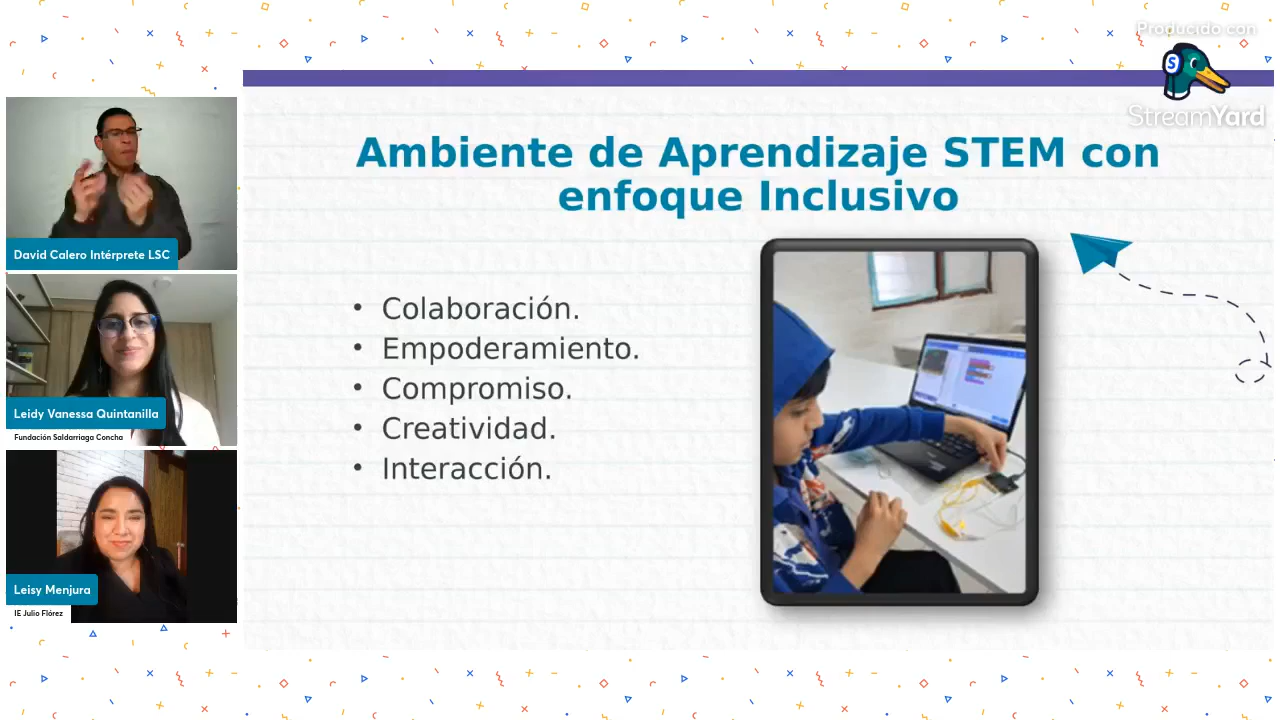 Producido con
S
StreamYard
Ambiente de Aprendizaje STEM con
enfoque Inclusivo
• Colaboración.
• Empoderamiento.
• Compromiso.
• Creatividad.
• Interacción.
David Calero Intérprete LSC
Leidy Vanessa Quintanilla
Fundación Saldarriaga Concha
Leisy Menjura
IE Julio Flórez